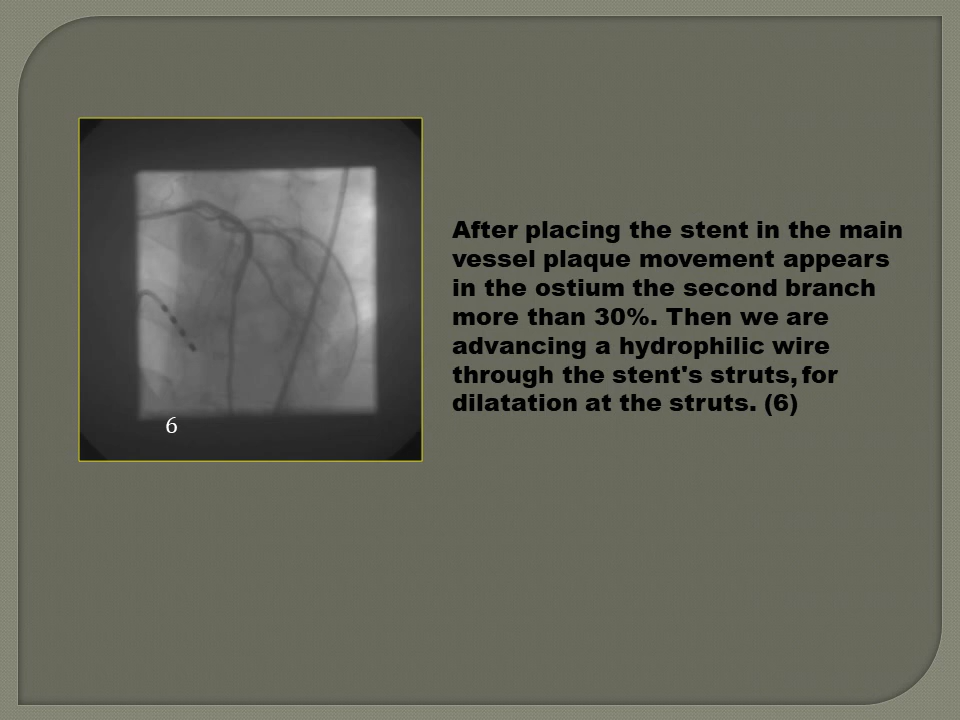 After placing the stent in the main
vessel plaque movement appears
in the ostium the second branch
more than 30%. Then we are
advancing a hydrophilic wire
through the stent's struts, for
dilatation at the struts. (6)
6